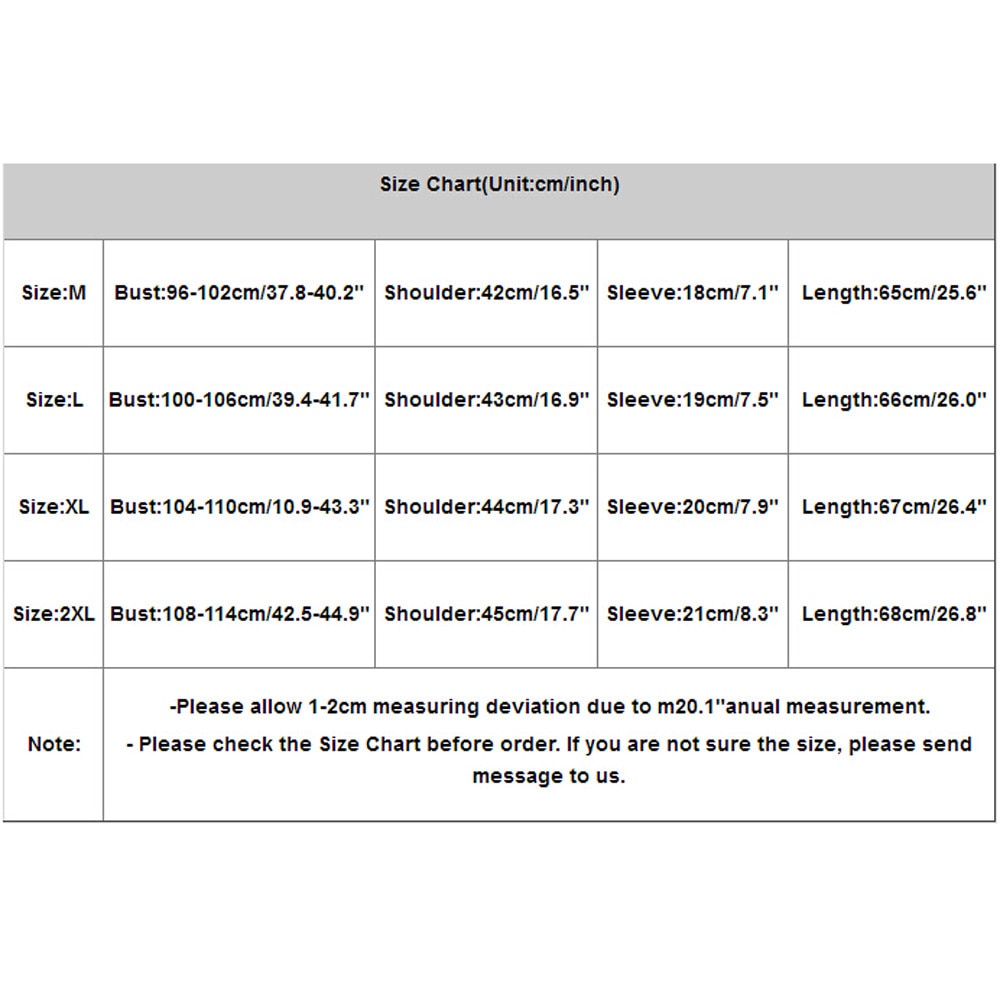 Size Chart(Unit:cm/inch)
Size:M Bust:96-102cm/37.8-40.2" Shoulder:42cm/16.5" Sleeve:18cm/7.1" Length:65cm/25.6"
Size:L Bust:100-106cm/39.4-41.7" Shoulder:43cm/16.9" Sleeve:19cm/7.5" Length:66cm/26.0"
Size:XL Bust:104-110cm/10.9-43.3" Shoulder:44cm/17.3" Sleeve:20cm/7.9" Length:67cm/26.4"
Size:2XL Bust:108-114cm/42.5-44.9" Shoulder:45cm/17.7" Sleeve:21cm/8.3" Length:68cm/26.8"
Note:
-Please allow 1-2cm measuring deviation due to m20.1"anual measurement.
- Please check the Size Chart before order. If you are not sure the size, please send
message to us.